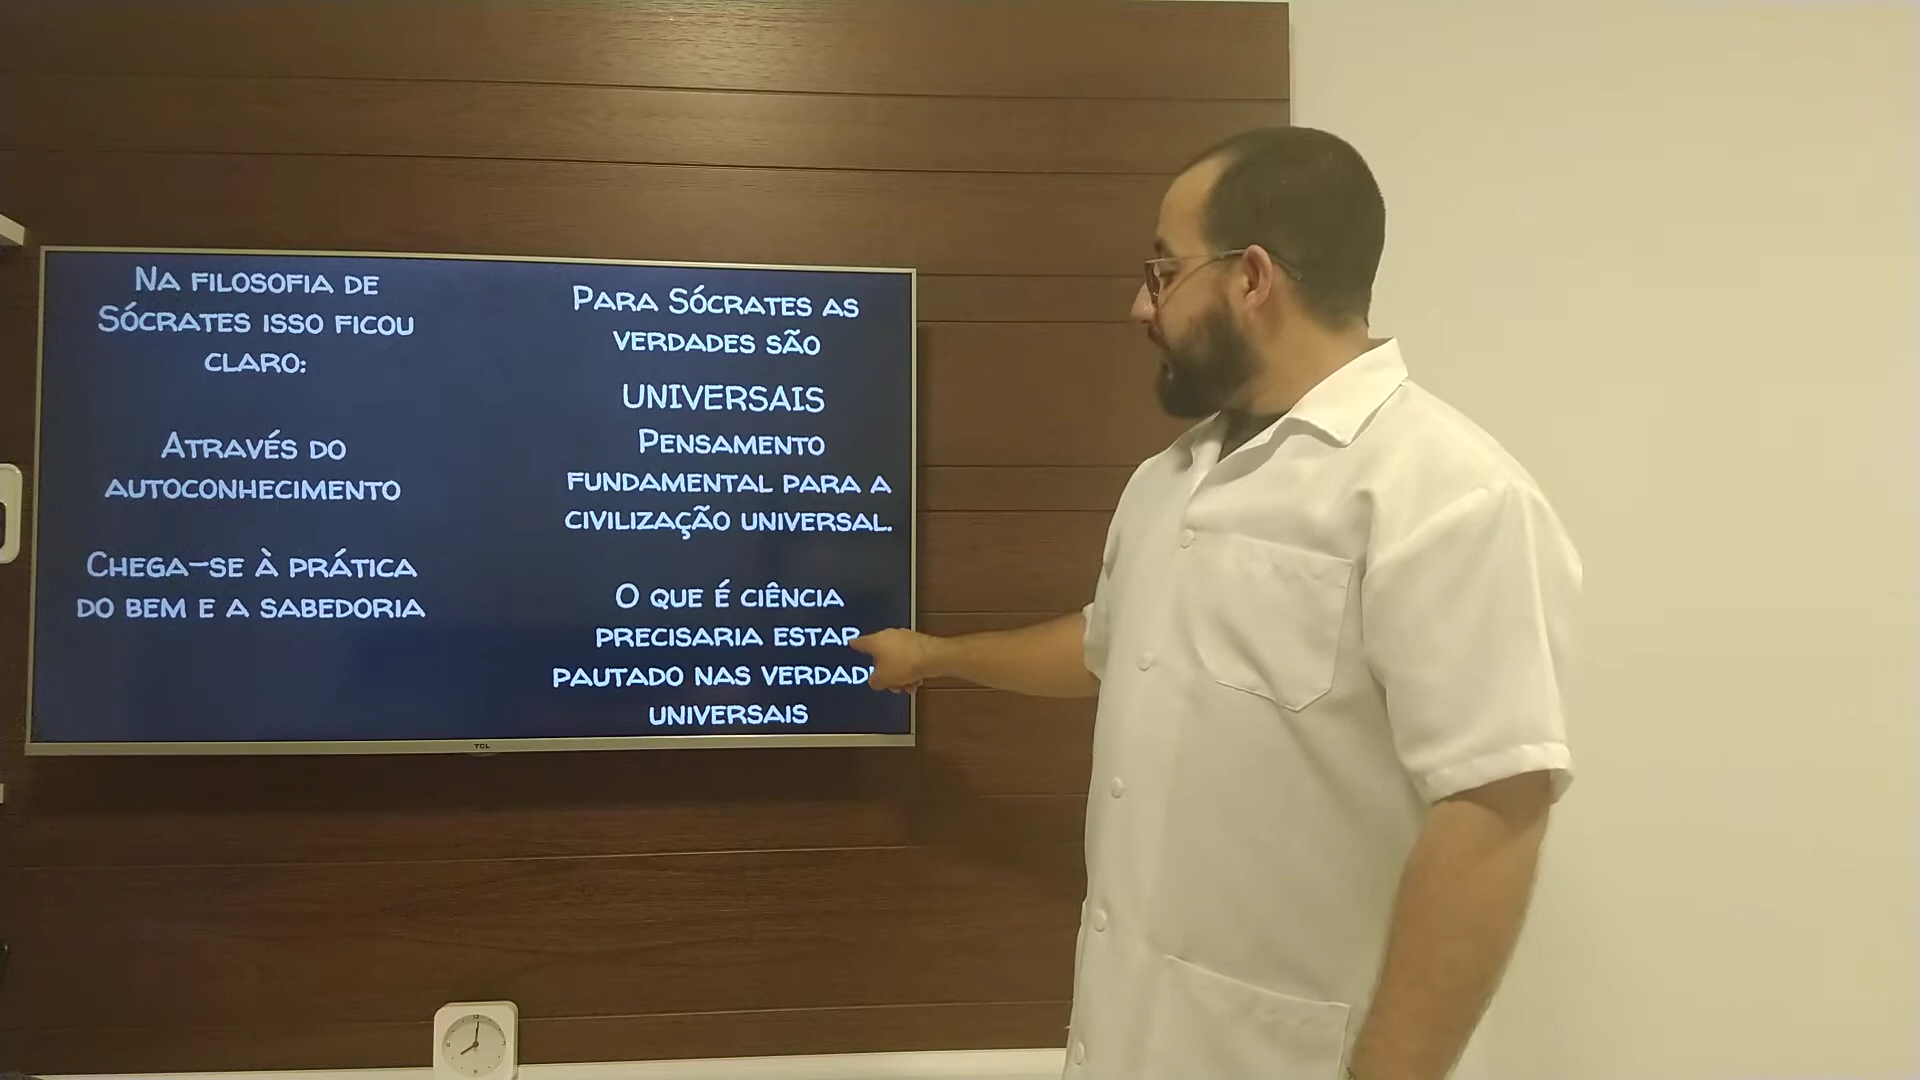 Na filosofia de
Sócrates isso ficou
claro:
Através do
autoconhecimento
Chega-se à prática
do bem e a sabedoria
Para Sócrates as
verdades são
UNIVERSAIS
Pensamento
fundamental para a
civilização universal.
O que é ciência
precisaria estar
pautado nas
universais
TCL